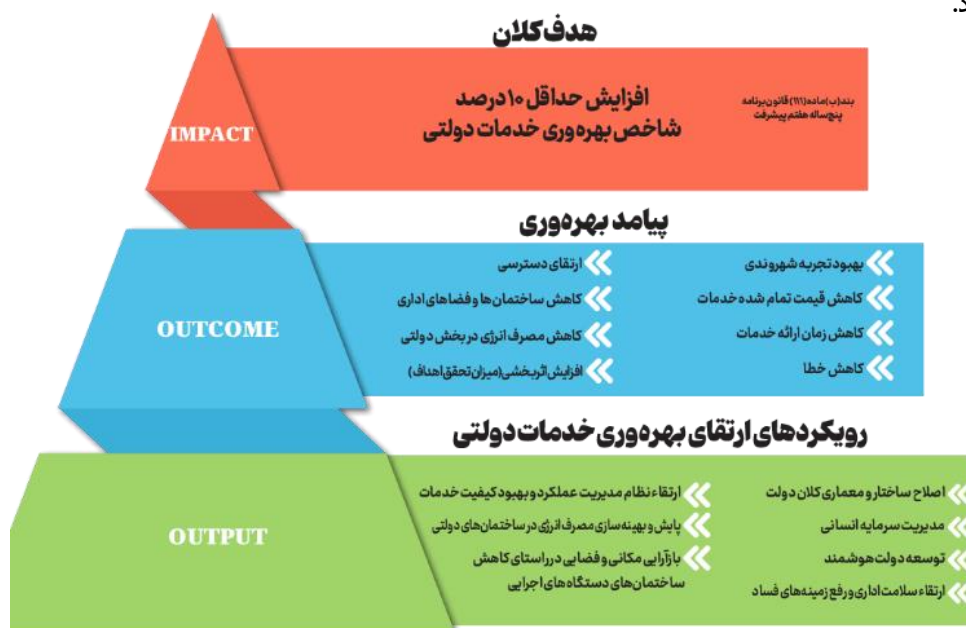 د.
هدف کلان
افزایش حداقل ۱۰ درصد
شاخص بهره‌وری خدمات دولتی
بند (ب) ماده (۱۱۱) قانون برنامه
پنج ساله هفتم پیشرفت
IMPACT
پیامد بهره‌وری
بهبود تجربه شهروندی
کاهش قیمت تمام شده خدمات
کاهش زمان ارائه خدمات
کاهش خطا
ارتقای دسترسی
کاهش ساختمان‌ها و فضاهای اداری
کاهش مصرف انرژی در بخش دولتی
افزایش اثربخشی (میزان تحقق اهداف)
OUTCOME
رویکردهای ارتقای بهره‌وری خدمات دولتی
اصلاح ساختار و معماری کلان دولت
مدیریت سرمایه انسانی
توسعه دولت هوشمند
ارتقاء سلامت اداری و رفع زمینه‌های فساد
ارتقاء نظام مدیریت عملکرد و بهبود کیفیت خدمات
پایش و بهینه‌سازی مصرف انرژی در ساختمان‌های دولتی
بازآرایی مکانی و فضایی در راستای کاهش
ساختمان‌های دستگاه‌های اجرایی
OUTPUT